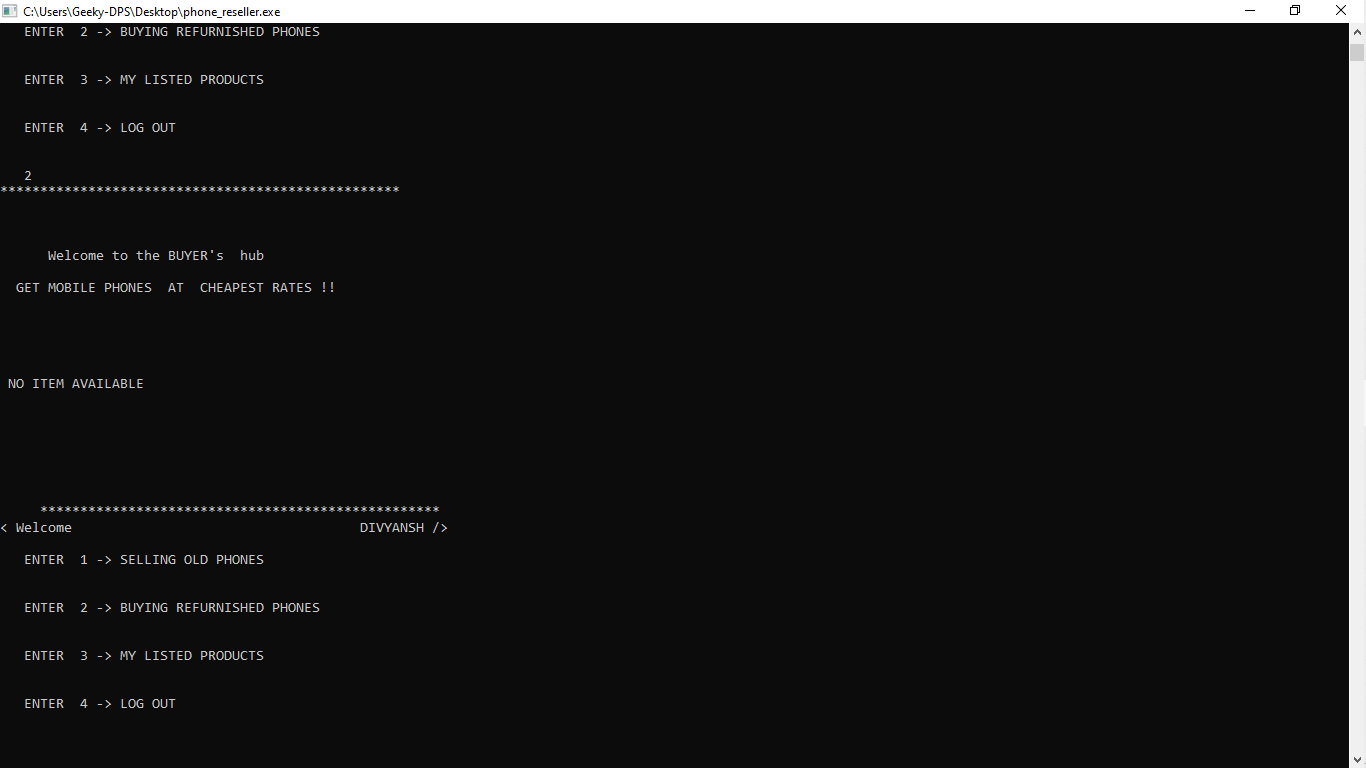 C:\Users\Geeky-DPS\Desktop\phone_reseller.exe
ENTER  2 -> BUYING REFURNISHED PHONES
ENTER  3 -> MY LISTED PRODUCTS
ENTER  4 -> LOG OUT
2
**************************************************
Welcome to the BUYER's  hub
GET MOBILE PHONES  AT  CHEAPEST RATES !!
NO ITEM AVAILABLE
**************************************************
< Welcome                                    DIVYANSH />
ENTER  1 -> SELLING OLD PHONES
ENTER  2 -> BUYING REFURNISHED PHONES
ENTER  3 -> MY LISTED PRODUCTS
ENTER  4 -> LOG OUT